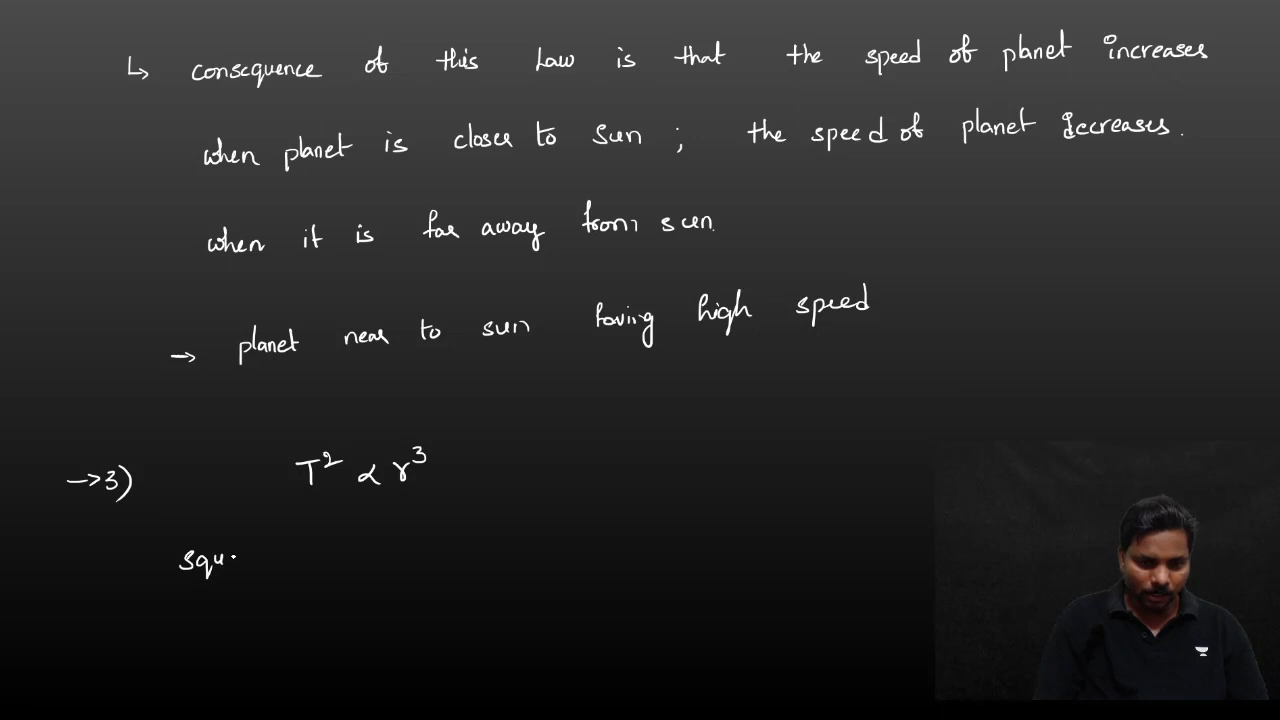 ↳ consequence of this Law is that the speed of planet increases
when planet is closer to sun ; the speed of planet decreases.
when it is far away from sun.
→ planet near to sun having high speed
→ 3) T² ∝ r³
squ